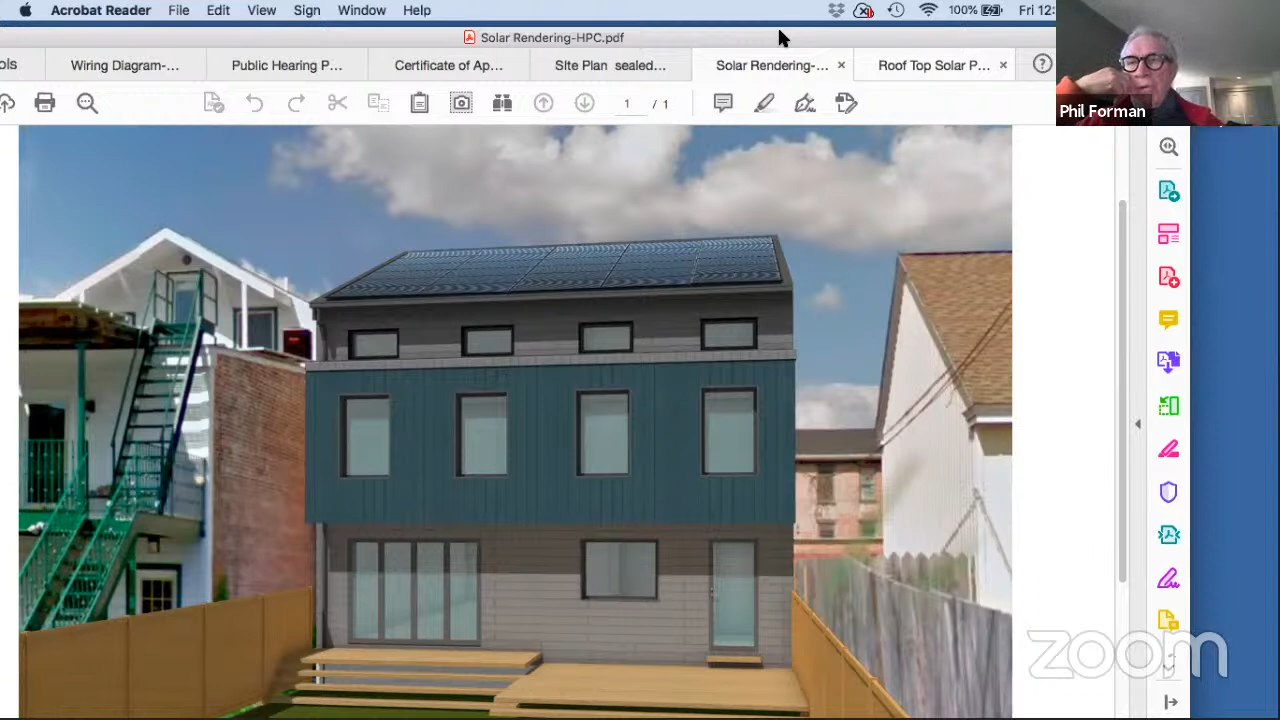 Acrobat Reader File Edit View Sign Window Help 100% Fri 12:
Solar Rendering-HPC.pdf
ols Wiring Diagram-... Public Hearing P... Certificate of Ap... SIte Plan sealed... Solar Rendering-... × Roof Top Solar P... × ?
1 / 1
Phil Forman
zoom